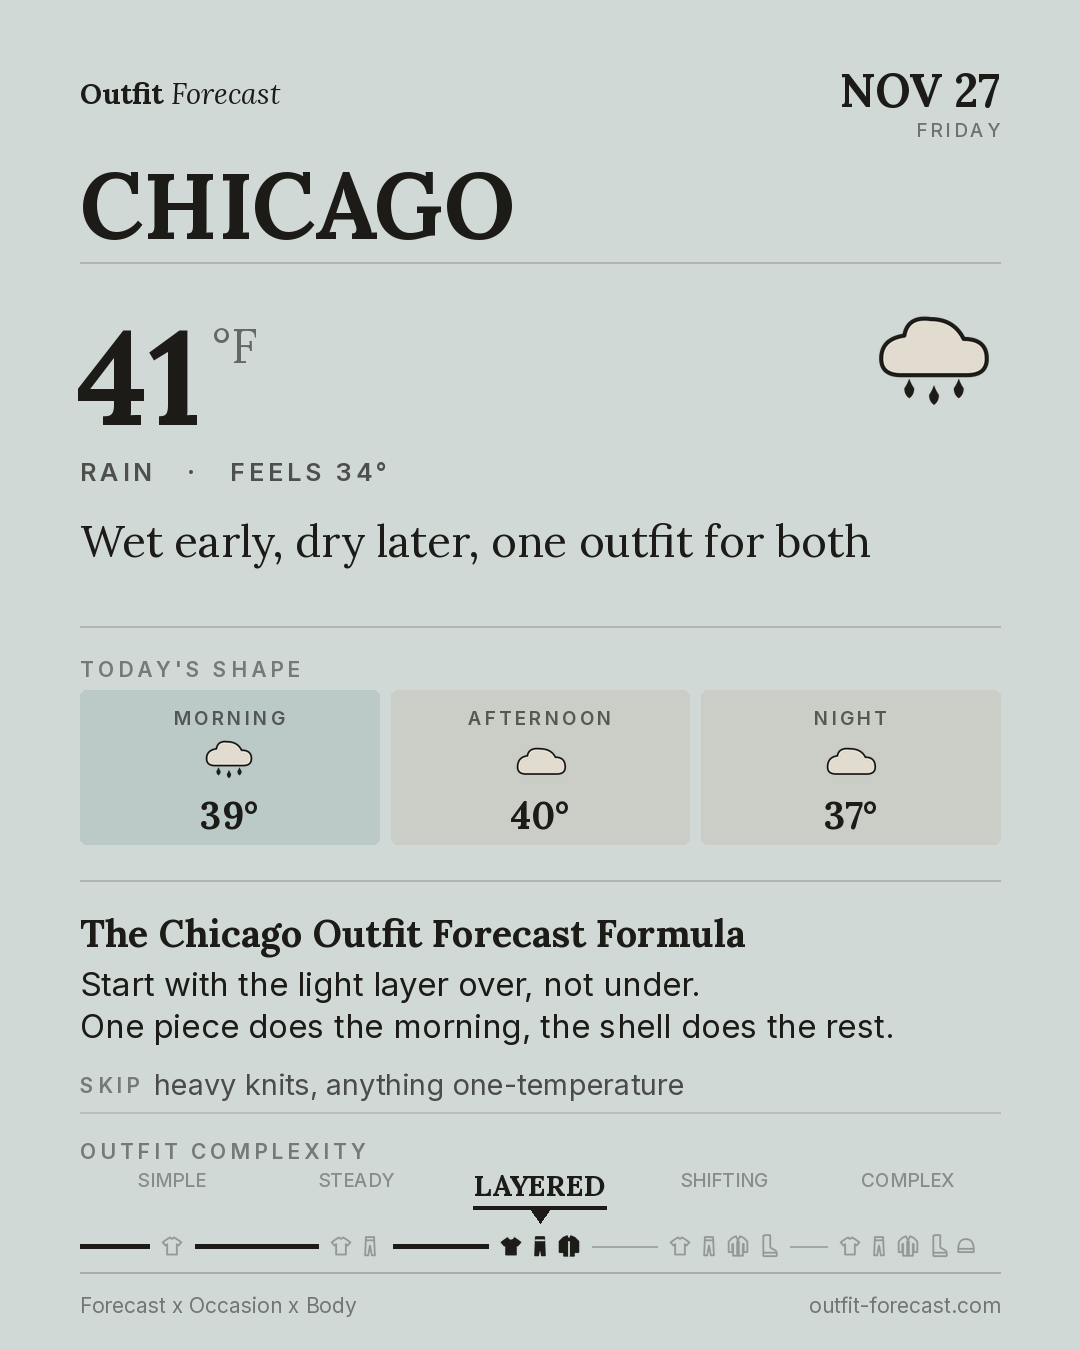 Outfit Forecast
NOV 27
FRIDAY
CHICAGO
41 °F
RAIN · FEELS 34°
Wet early, dry later, one outfit for both
TODAY'S SHAPE
MORNING
39°
AFTERNOON
40°
NIGHT
37°
The Chicago Outfit Forecast Formula
Start with the light layer over, not under.
One piece does the morning, the shell does the rest.
SKIP heavy knits, anything one-temperature
OUTFIT COMPLEXITY
SIMPLE STEADY LAYERED SHIFTING COMPLEX
Forecast x Occasion x Body
outfit-forecast.com